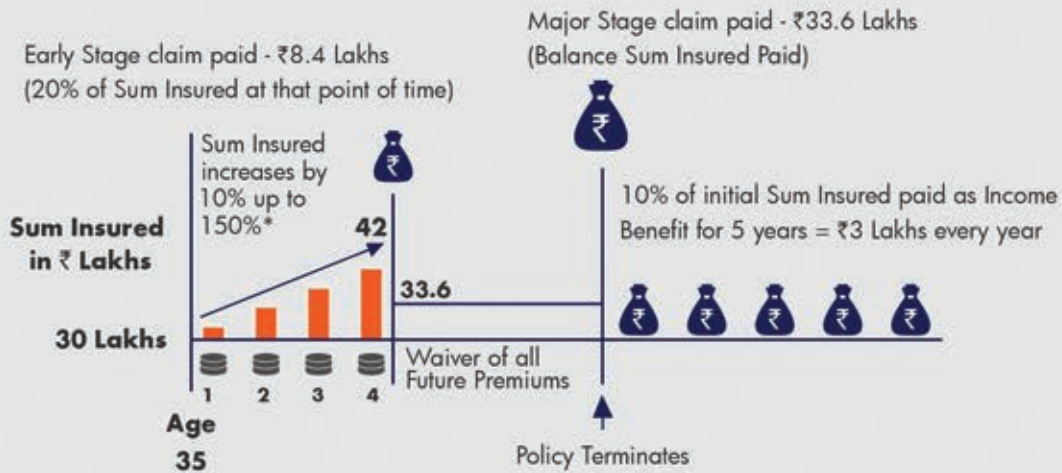 Early Stage claim paid - ₹8.4 Lakhs
(20% of Sum Insured at that point of time)
Major Stage claim paid - ₹33.6 Lakhs
(Balance Sum Insured Paid)
₹
₹
Sum Insured
increases by
10% up to
150%*
10% of initial Sum Insured paid as Income
Benefit for 5 years = ₹3 Lakhs every year
Sum Insured
in ₹ Lakhs
42
33.6
₹ ₹ ₹ ₹ ₹
30 Lakhs
Waiver of all
Future Premiums
1 2 3 4
Age
35
Policy Terminates